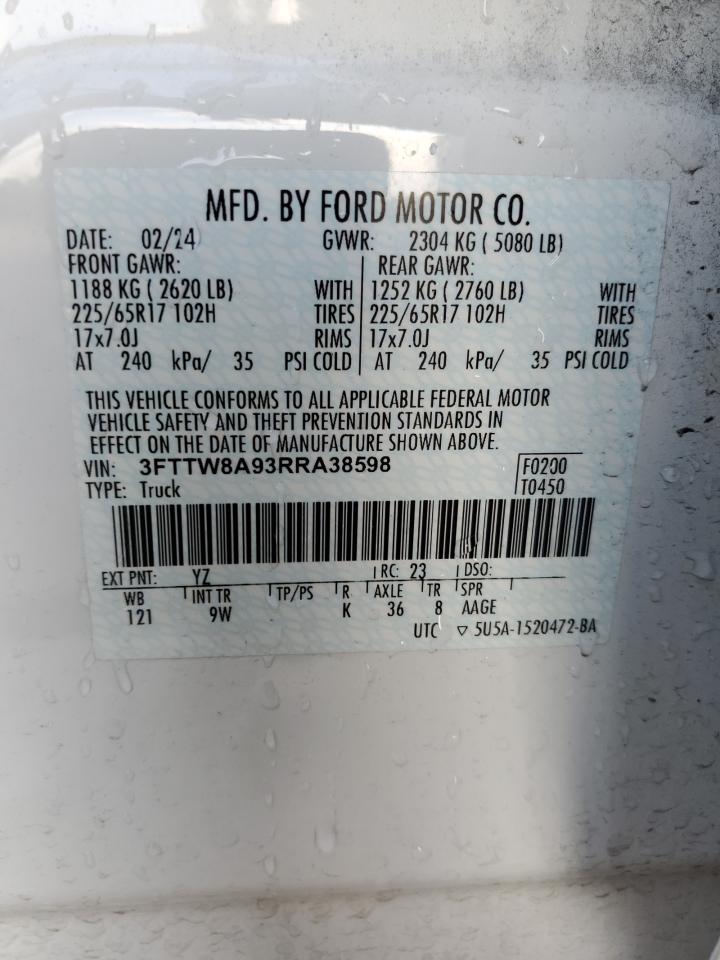 MFD. BY FORD MOTOR CO.
DATE: 02/24 GVWR: 2304 KG ( 5080 LB)
FRONT GAWR: REAR GAWR:
1188 KG ( 2620 LB) WITH 1252 KG ( 2760 LB) WITH
225/65R17 102H TIRES 225/65R17 102H TIRES
17x7.0J RIMS 17x7.0J RIMS
AT 240 kPa/ 35 PSI COLD AT 240 kPa/ 35 PSI COLD
THIS VEHICLE CONFORMS TO ALL APPLICABLE FEDERAL MOTOR
VEHICLE SAFETY AND THEFT PREVENTION STANDARDS IN
EFFECT ON THE DATE OF MANUFACTURE SHOWN ABOVE.
VIN: 3FTTW8A93RRA38598 F0200
TYPE: Truck T0450
EXT PNT: YZ RC: 23 DSO:
WB INT TR TP/PS R AXLE TR SPR
121 9W K 36 8 AAGE
UTC ▽ 5U5A-1520472-BA